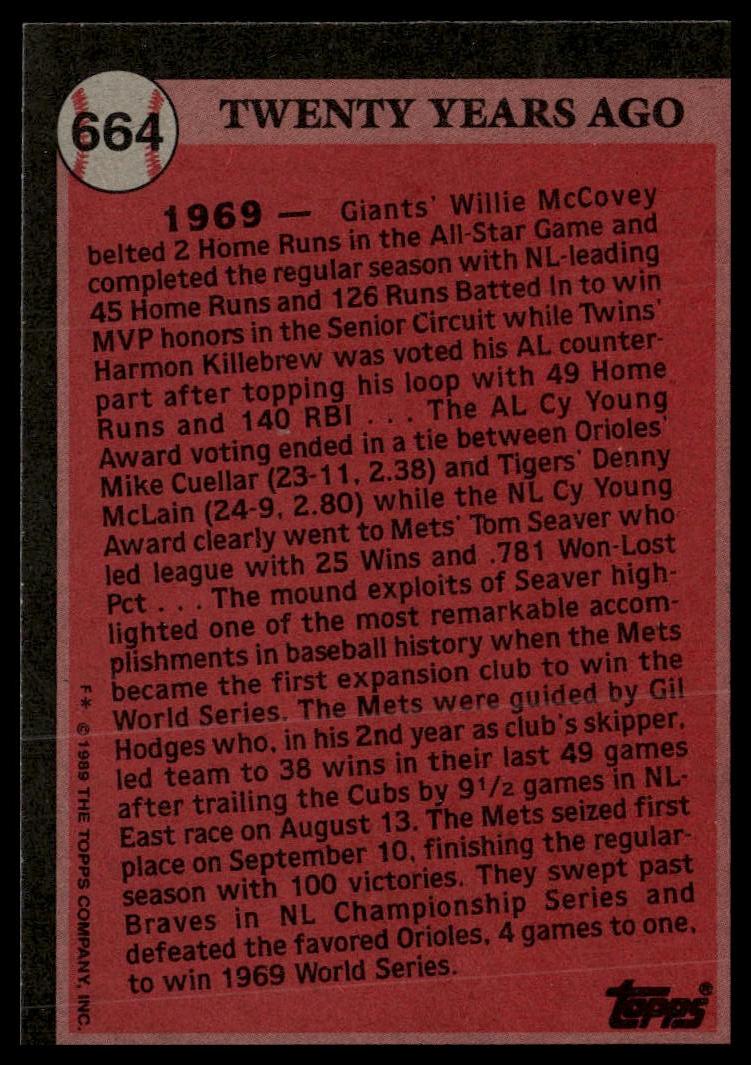 664
TWENTY YEARS AGO
1969 — Giants' Willie McCovey
belted 2 Home Runs in the All-Star Game and
completed the regular season with NL-leading
45 Home Runs and 126 Runs Batted In to win
MVP honors in the Senior Circuit while Twins'
Harmon Killebrew was voted his AL counter-
part after topping his loop with 49 Home
Runs and 140 RBI . . . The AL Cy Young
Award voting ended in a tie between Orioles'
Mike Cuellar (23-11, 2.38) and Tigers' Denny
McLain (24-9, 2.80) while the NL Cy Young
Award clearly went to Mets' Tom Seaver who
led league with 25 Wins and .781 Won-Lost
Pct . . . The mound exploits of Seaver high-
lighted one of the most remarkable accom-
plishments in baseball history when the Mets
became the first expansion club to win the
World Series. The Mets were guided by Gil
Hodges who, in his 2nd year as club's skipper,
led team to 38 wins in their last 49 games
after trailing the Cubs by 9 1/2 games in NL-
East race on August 13. The Mets seized first
place on September 10, finishing the regular-
season with 100 victories. They swept past
Braves in NL Championship Series and
defeated the favored Orioles, 4 games to one,
to win 1969 World Series.
F* © 1989 THE TOPPS COMPANY, INC.
topps®